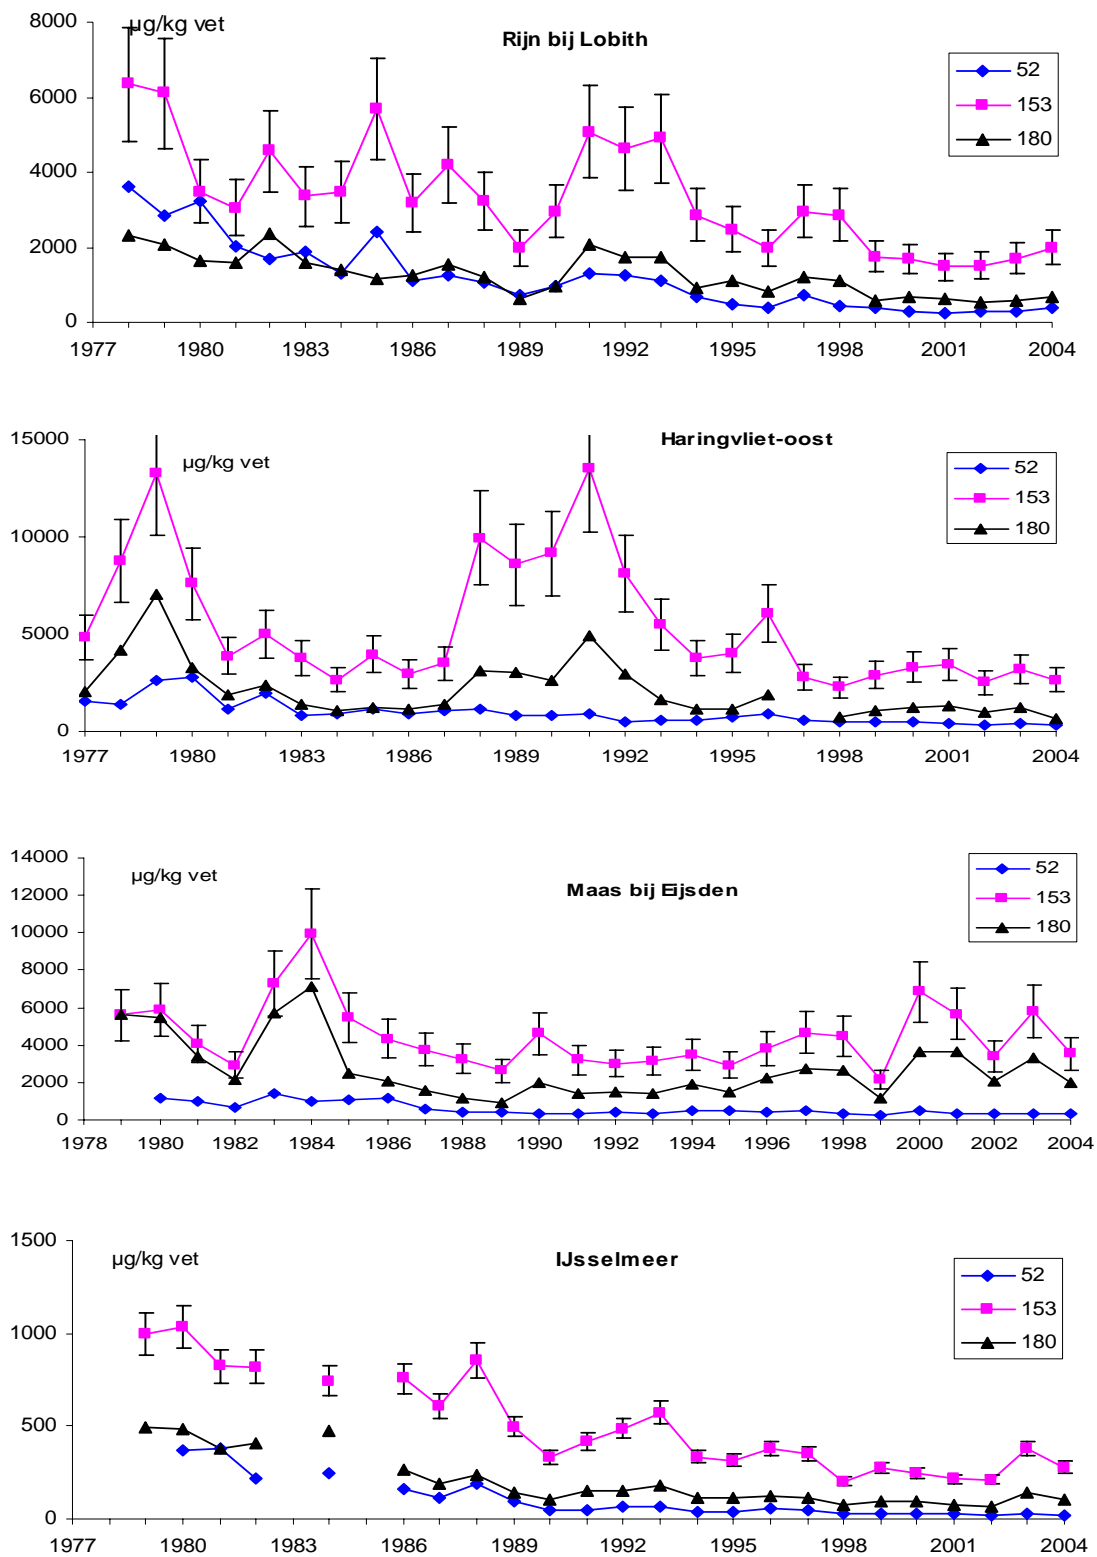 µg/kg vet
Rijn bij Lobith
8000
6000
4000
2000
0
52
153
180
1977 1980 1983 1986 1989 1992 1995 1998 2001 2004
Haringvliet-oost
µg/kg vet
15000
10000
5000
0
52
153
180
1977 1980 1983 1986 1989 1992 1995 1998 2001 2004
µg/kg vet
Maas bij Eijsden
14000
12000
10000
8000
6000
4000
2000
0
52
153
180
1978 1980 1982 1984 1986 1988 1990 1992 1994 1996 1998 2000 2002 2004
µg/kg vet
IJsselmeer
1500
1000
500
0
52
153
180
1977 1980 1983 1986 1989 1992 1995 1998 2001 2004